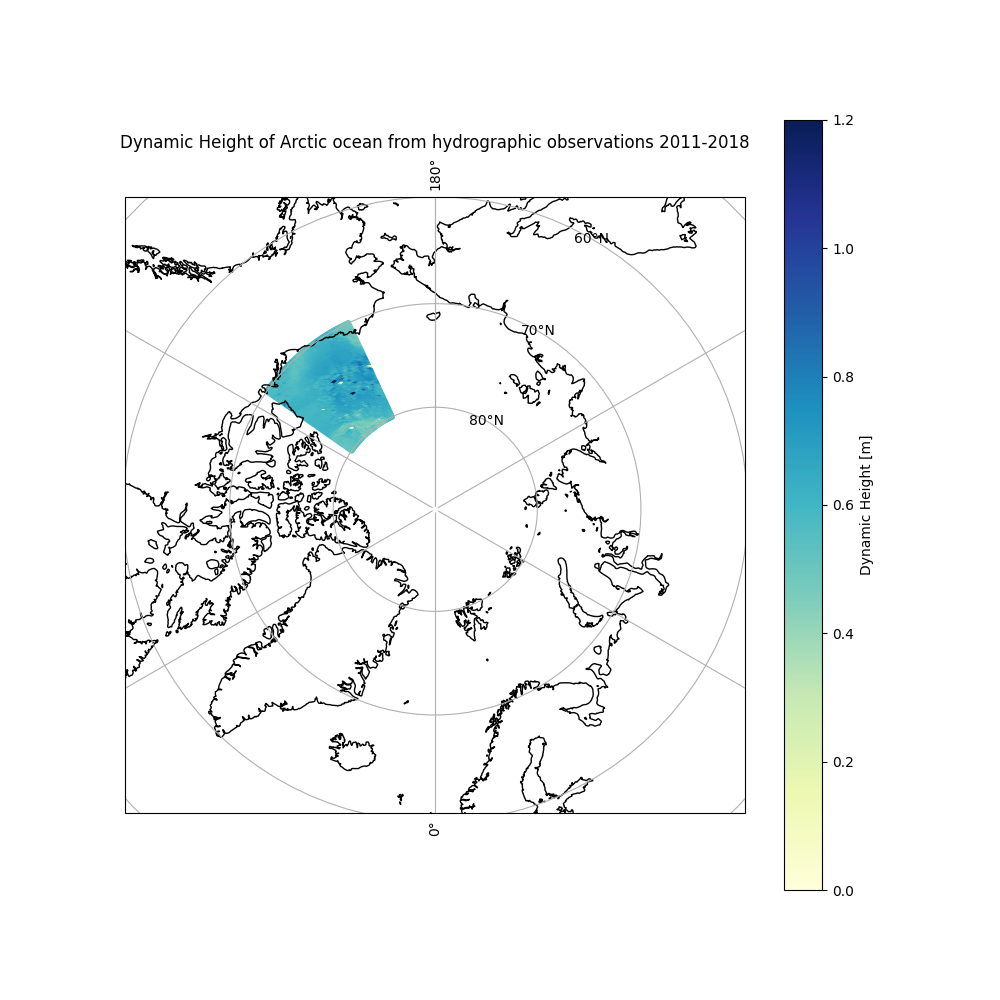 Dynamic Height of Arctic ocean from hydrographic observations 2011-2018
180°
60°N
70°N
80°N
0°
1.2
1.0
0.8
0.6
0.4
0.2
0.0
Dynamic Height [m]